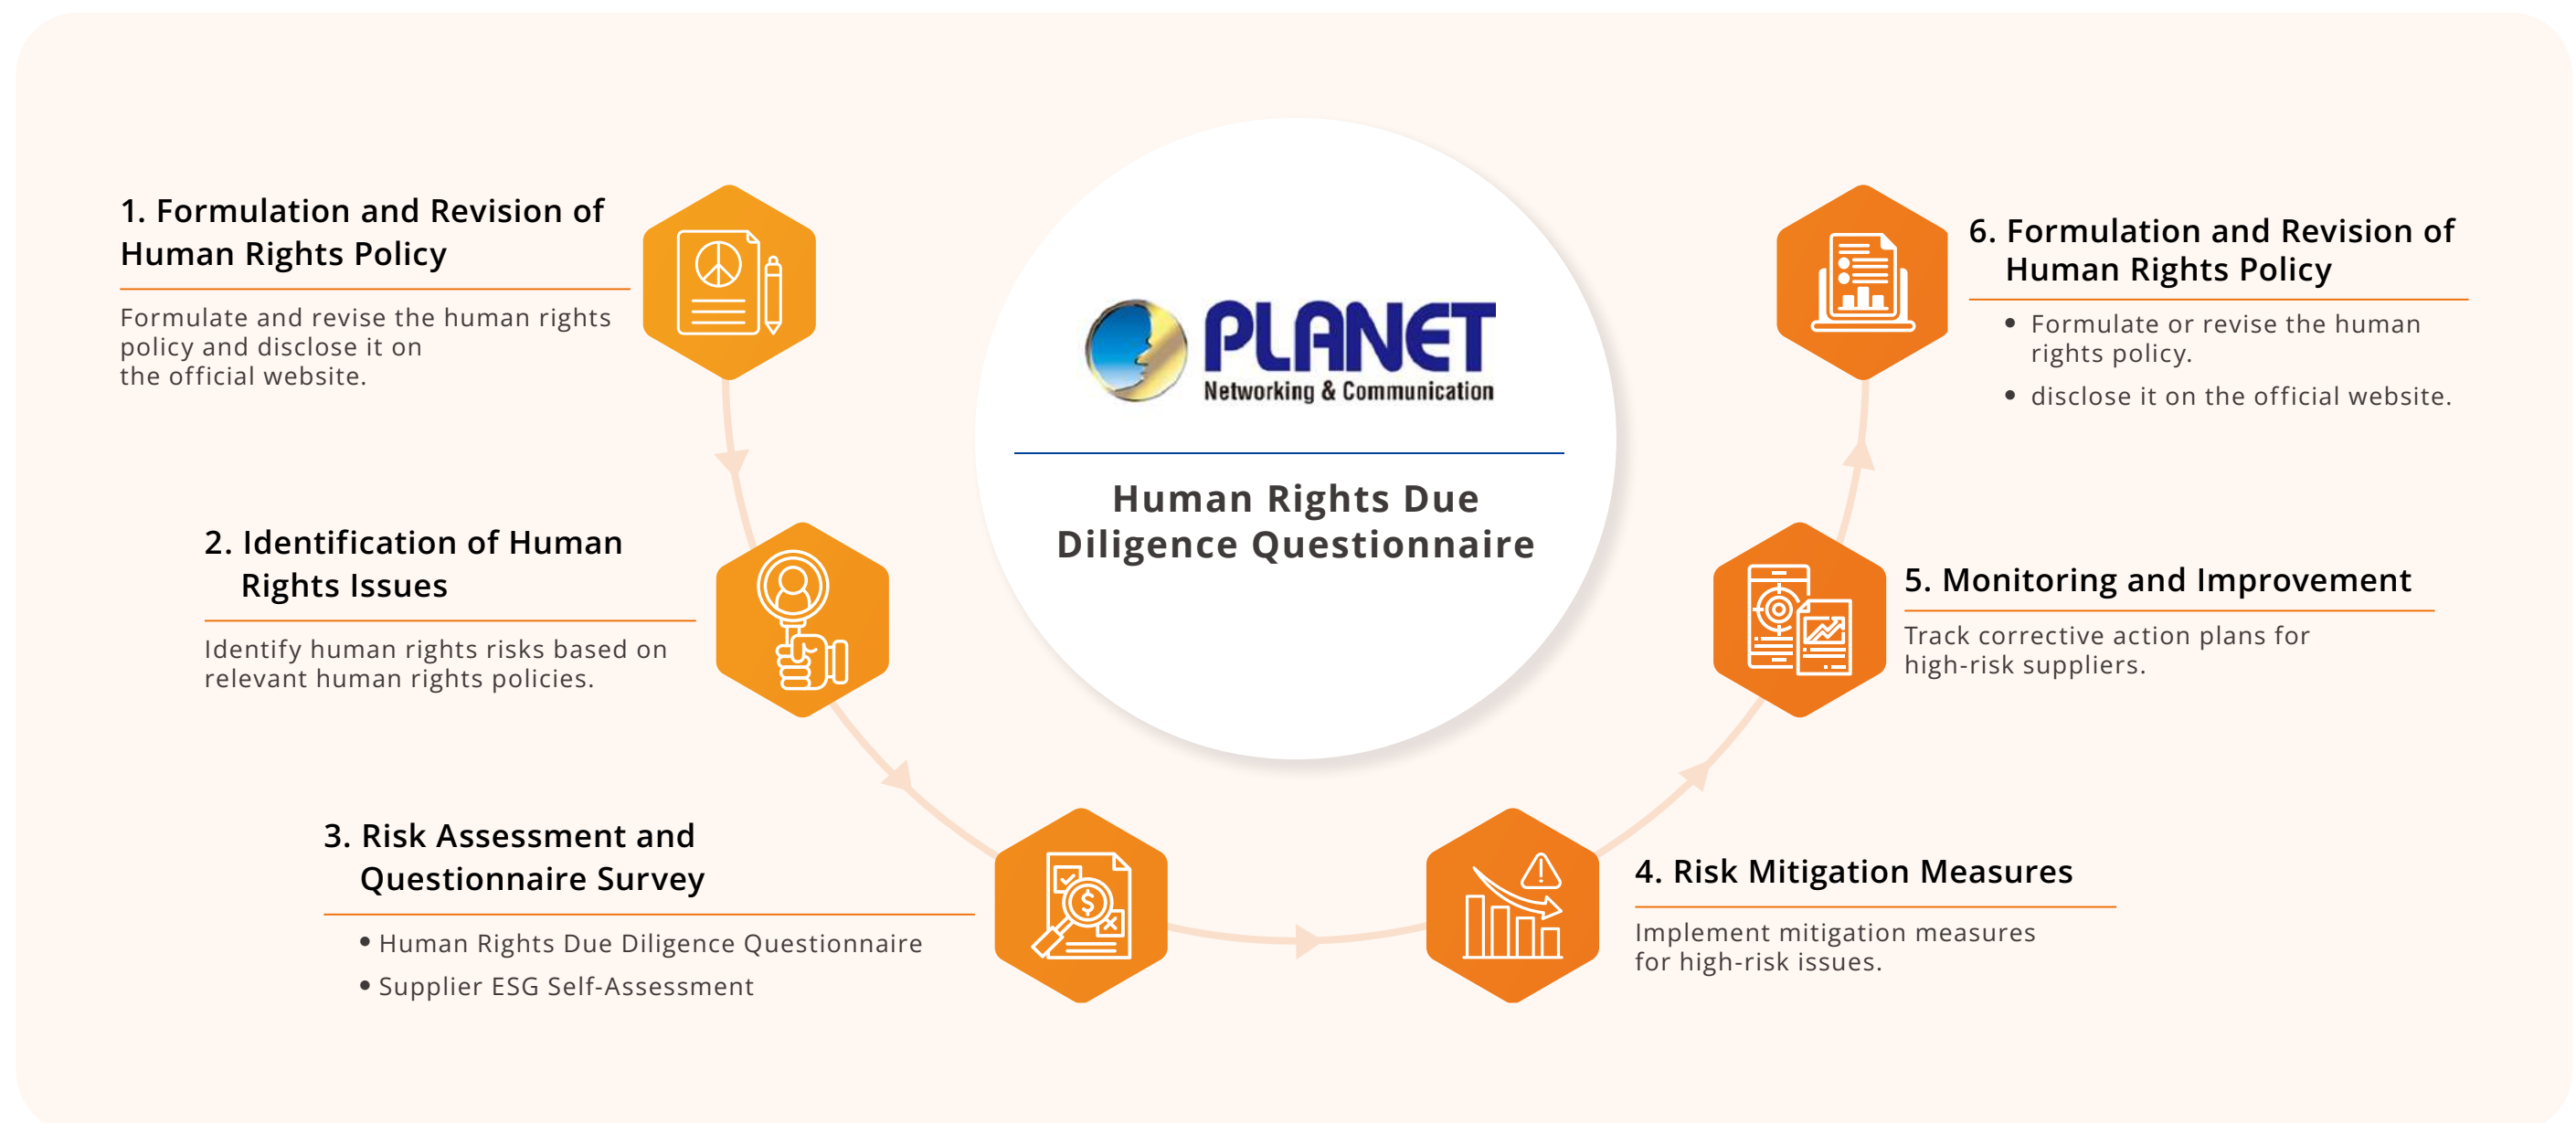 1. Formulation and Revision of
Human Rights Policy
Formulate and revise the human rights
policy and disclose it on
the official website.
2. Identification of Human
Rights Issues
Identify human rights risks based on
relevant human rights policies.
3. Risk Assessment and
Questionnaire Survey
• Human Rights Due Diligence Questionnaire
• Supplier ESG Self-Assessment
PLANET
Networking & Communication
Human Rights Due
Diligence Questionnaire
4. Risk Mitigation Measures
Implement mitigation measures
for high-risk issues.
5. Monitoring and Improvement
Track corrective action plans for
high-risk suppliers.
6. Formulation and Revision of
Human Rights Policy
• Formulate or revise the human
rights policy.
• disclose it on the official website.